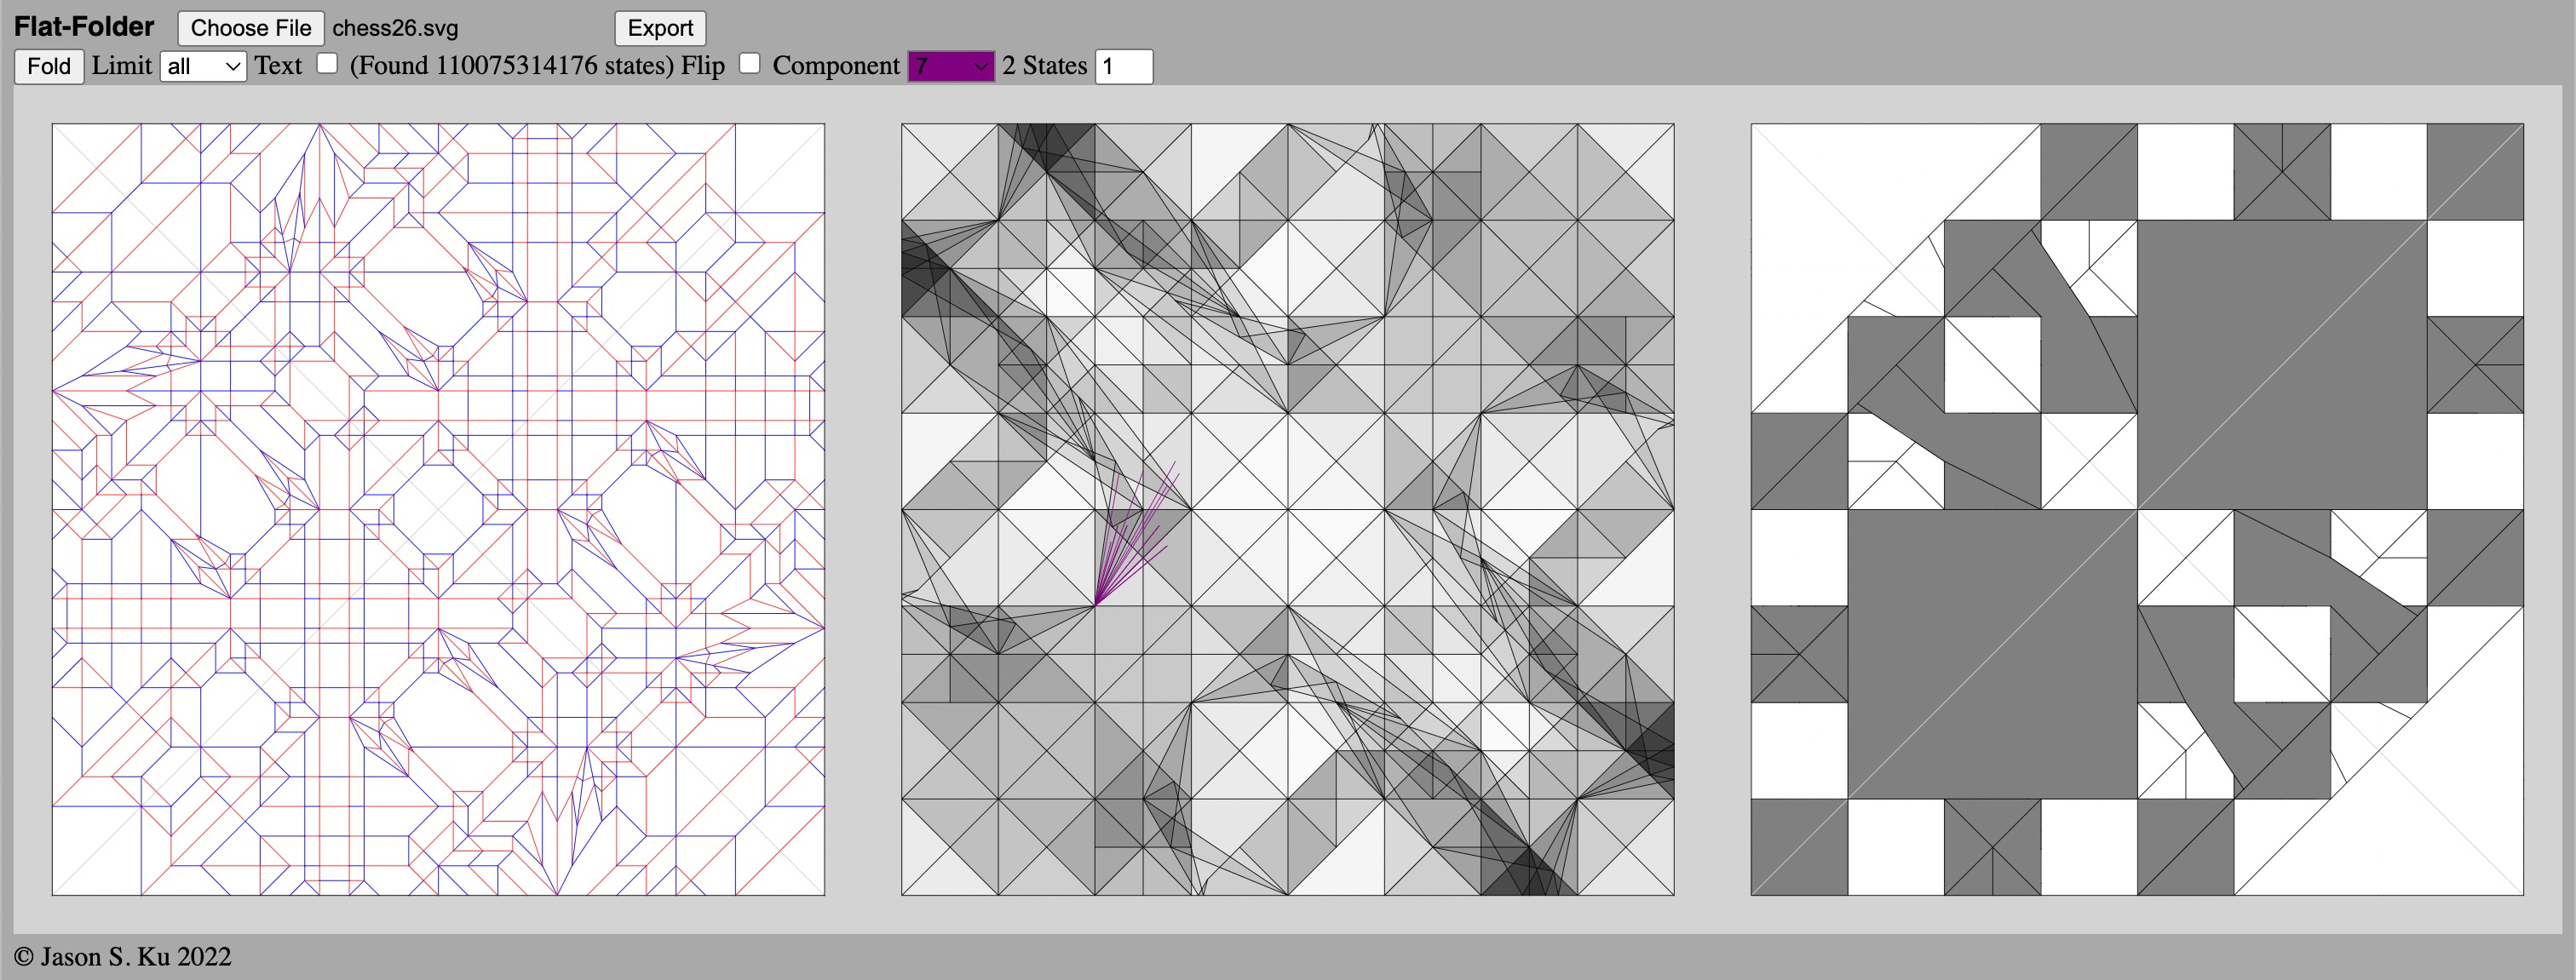 Flat-Folder Choose File chess26.svg Export
Fold Limit all Text (Found 110075314176 states) Flip Component 7 2 States 1
© Jason S. Ku 2022